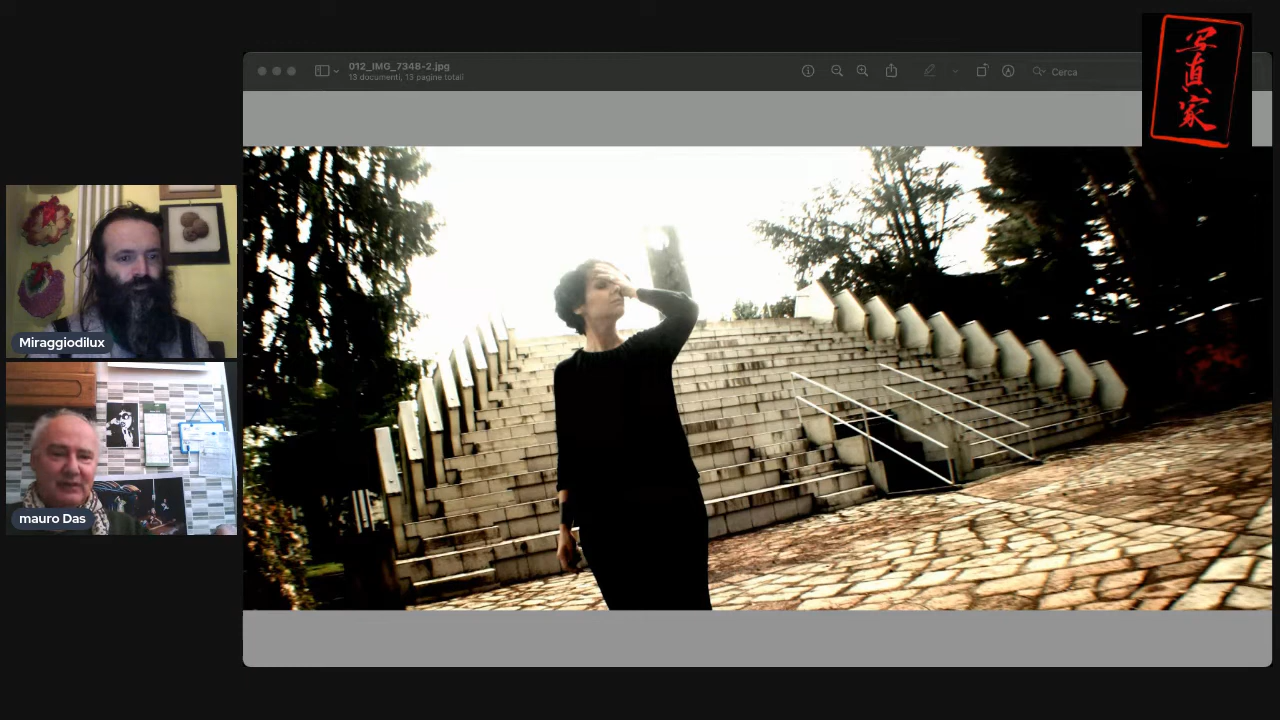 012_IMG_7348-2.jpg
13 documenti, 13 pagine totali
Cerca
写
真
家
Miraggiodilux
mauro Das